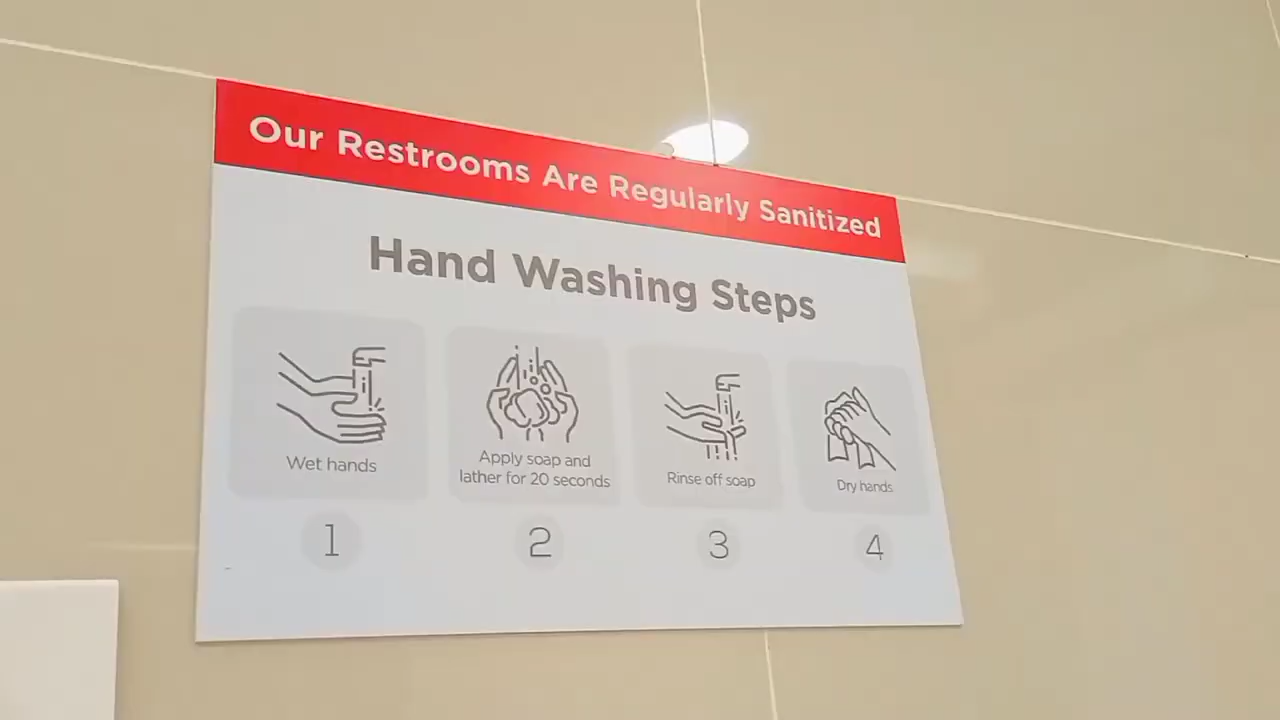 Our Restrooms Are Regularly Sanitized
Hand Washing Steps
Wet hands
Apply soap and
lather for 20 seconds
Rinse off soap
Dry hands
1
2
3
4